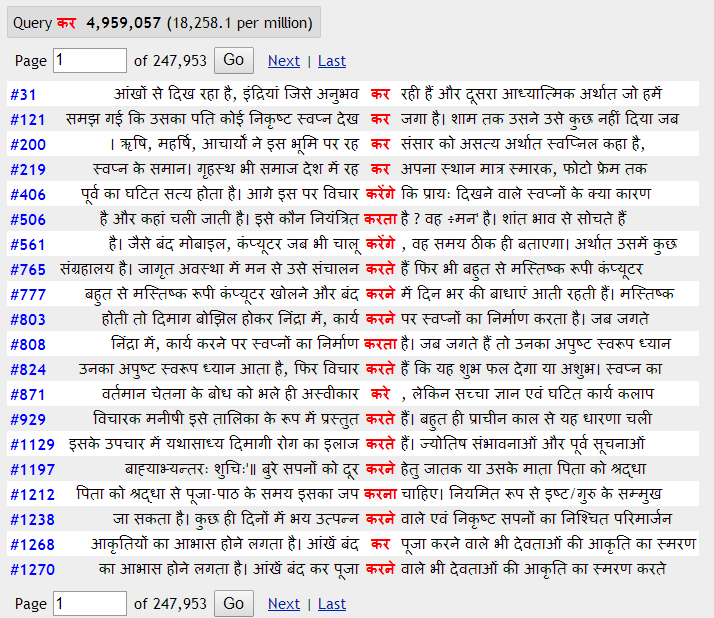 Query कर 4,959,057 (18,258.1 per million)
Page 1 of 247,953 Go Next | Last
#31 आंखों से दिख रहा है, इंद्रियां जिसे अनुभव कर रही हैं और दूसरा आध्यात्मिक अर्थात जो हमें
#121 समझ गई कि उसका पति कोई निकृष्ट स्वप्न देख कर जगा है। शाम तक उसने उसे कुछ नहीं दिया जब
#200 । ऋषि, महर्षि, आचार्यों ने इस भूमि पर रह कर संसार को असत्य अर्थात स्वप्निल कहा है,
#219 स्वप्न के समान। गृहस्थ भी समाज देश में रह कर अपना स्थान मात्र स्मारक, फोटो फ्रेम तक
#406 पूर्व का घटित सत्य होता है। आगे इस पर विचार करेंगे कि प्रायः दिखने वाले स्वप्नों के क्या कारण
#506 है और कहां चली जाती है। इसे कौन नियंत्रित करता है ? वह ÷मन' है। शांत भाव से सोचते हैं
#561 है। जैसे बंद मोबाइल, कंप्यूटर जब भी चालू करेंगे , वह समय ठीक ही बताएगा। अर्थात उसमें कुछ
#765 संग्रहालय है। जागृत अवस्था में मन से उसे संचालन करते हैं फिर भी बहुत से मस्तिष्क रूपी कंप्यूटर
#777 बहुत से मस्तिष्क रूपी कंप्यूटर खोलने और बंद करने में दिन भर की बाधाएं आती रहती हैं। मस्तिष्क
#803 होती तो दिमाग बोझिल होकर निंद्रा में, कार्य करने पर स्वप्नों का निर्माण करता है। जब जगते
#808 निंद्रा में, कार्य करने पर स्वप्नों का निर्माण करता है। जब जगते हैं तो उनका अपुष्ट स्वरूप ध्यान
#824 उनका अपुष्ट स्वरूप ध्यान आता है, फिर विचार करते हैं कि यह शुभ फल देगा या अशुभ। स्वप्न का
#871 वर्तमान चेतना के बोध को भले ही अस्वीकार करे , लेकिन सच्चा ज्ञान एवं घटित कार्य कलाप
#929 विचारक मनीषी इसे तालिका के रूप में प्रस्तुत करते हैं। बहुत ही प्राचीन काल से यह धारणा चली
#1129 इसके उपचार में यथासाध्य दिमागी रोग का इलाज करते हैं। ज्योतिष संभावनाओं और पूर्व सूचनाओं
#1197 बाह्याभ्यन्तरः शुचिः'॥ बुरे सपनों को दूर करने हेतु जातक या उसके माता पिता को श्रद्धा
#1212 पिता को श्रद्धा से पूजा-पाठ के समय इसका जप करना चाहिए। नियमित रूप से इष्ट/गुरु के सम्मुख
#1238 जा सकता है। कुछ ही दिनों में भय उत्पन्न करने वाले एवं निकृष्ट सपनों का निश्चित परिमार्जन
#1268 आकृतियों का आभास होने लगता है। आंखें बंद कर पूजा करने वाले भी देवताओं की आकृति का स्मरण
#1270 का आभास होने लगता है। आंखें बंद कर पूजा करने वाले भी देवताओं की आकृति का स्मरण करते
Page 1 of 247,953 Go Next | Last